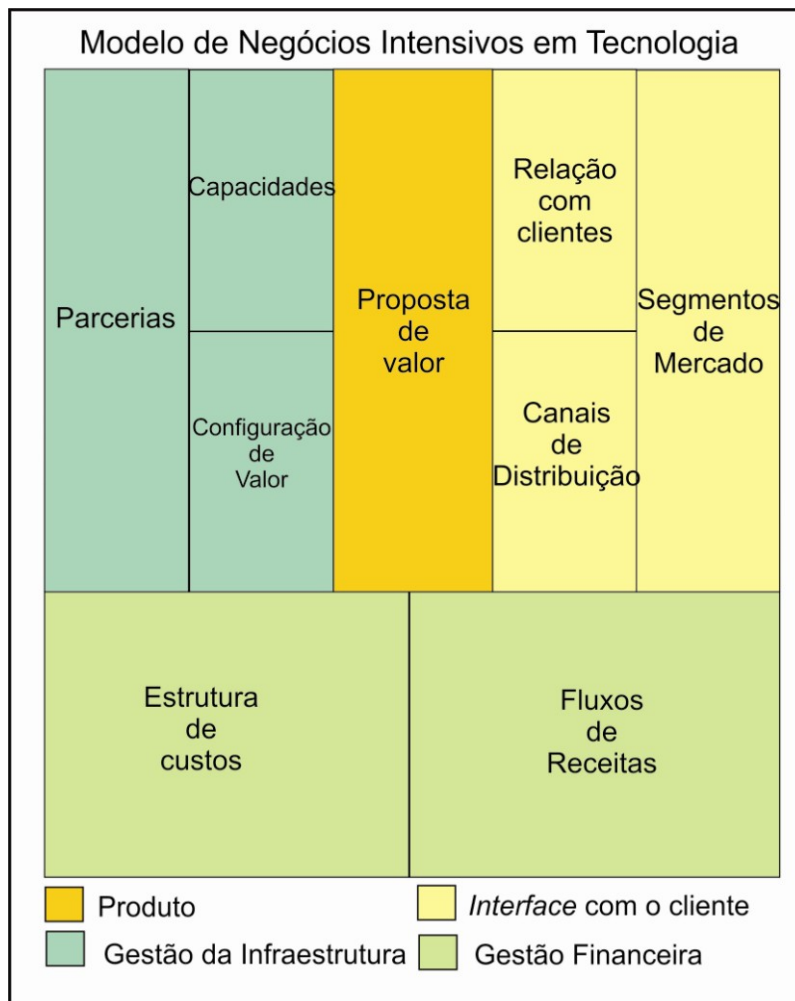 Modelo de Negócios Intensivos em Tecnologia
Parcerias
Capacidades
Configuração
de
Valor
Proposta
de
valor
Relação
com
clientes
Canais
de
Distribuição
Segmentos
de
Mercado
Estrutura
de
custos
Fluxos
de
Receitas
Produto
Interface com o cliente
Gestão da Infraestrutura
Gestão Financeira